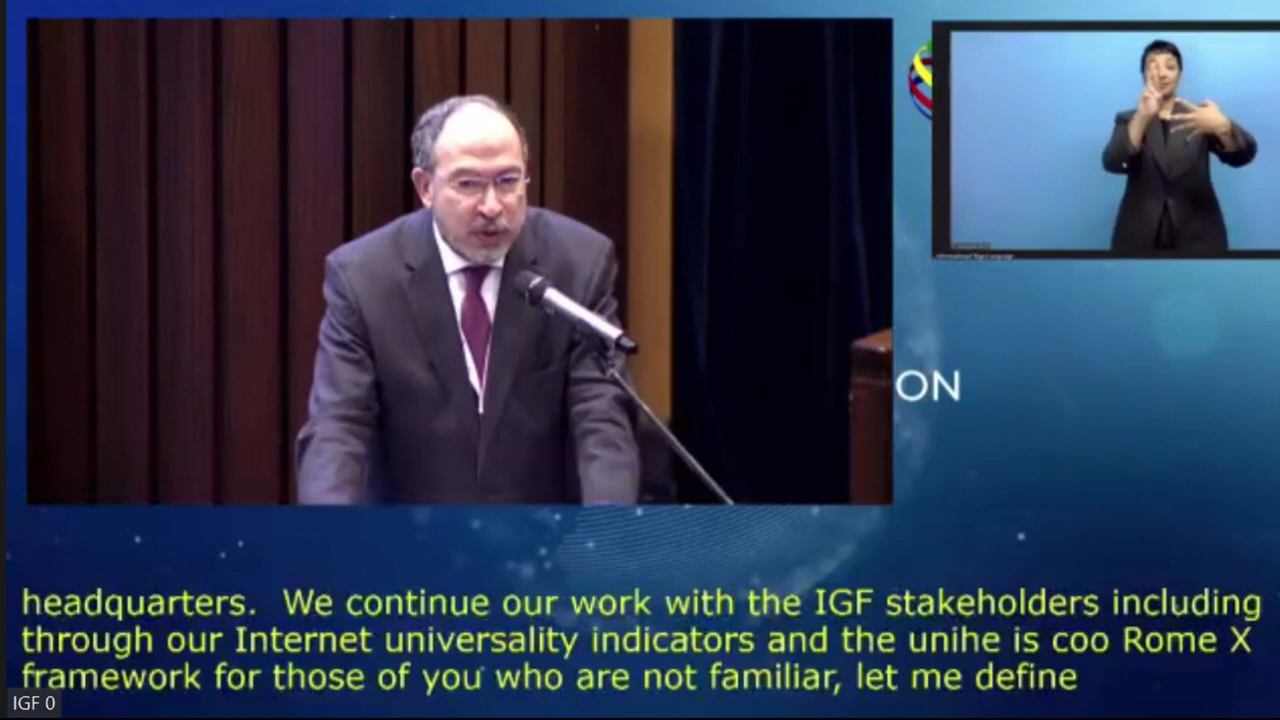 ON
headquarters.  We continue our work with the IGF stakeholders including
through our Internet universality indicators and the unihe is coo Rome X
framework for those of you who are not familiar, let me define
IGF 0